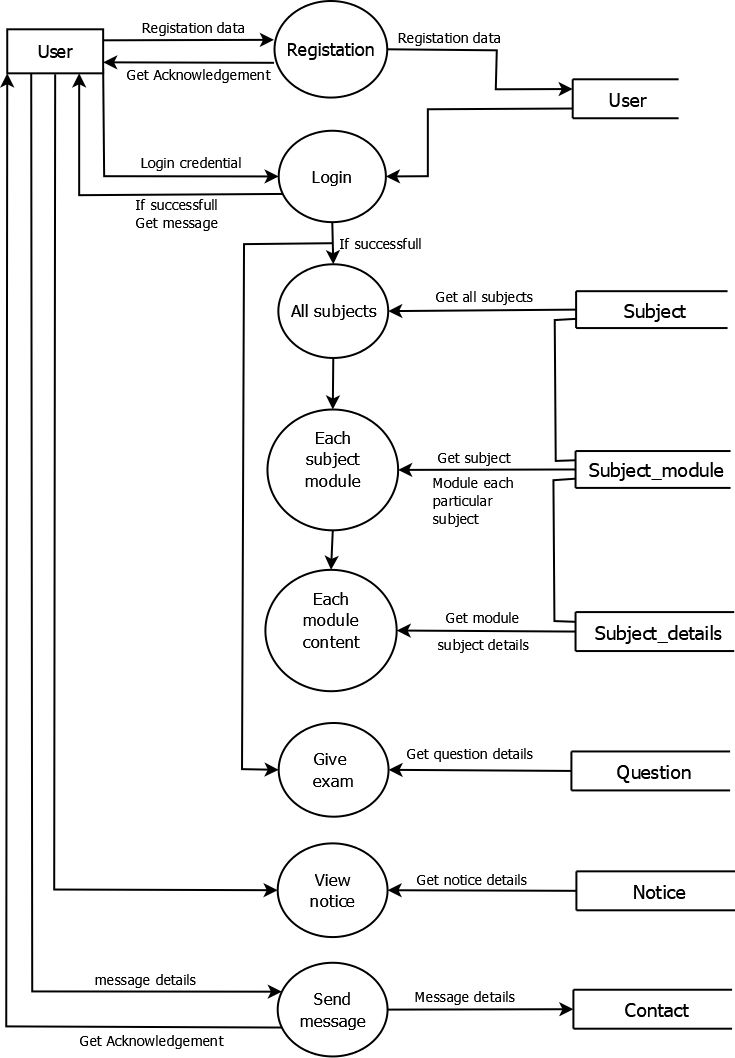 Registation data
User
Registation
Registation data
Get Acknowledgement
User
Login credential
Login
If successfull
Get message
If successfull
All subjects
Get all subjects
Subject
Each
subject
module
Get subject
Module each
particular
subject
Subject_module
Each
module
content
Get module
subject details
Subject_details
Give
exam
Get question details
Question
View
notice
Get notice details
Notice
message details
Send
message
Message details
Contact
Get Acknowledgement